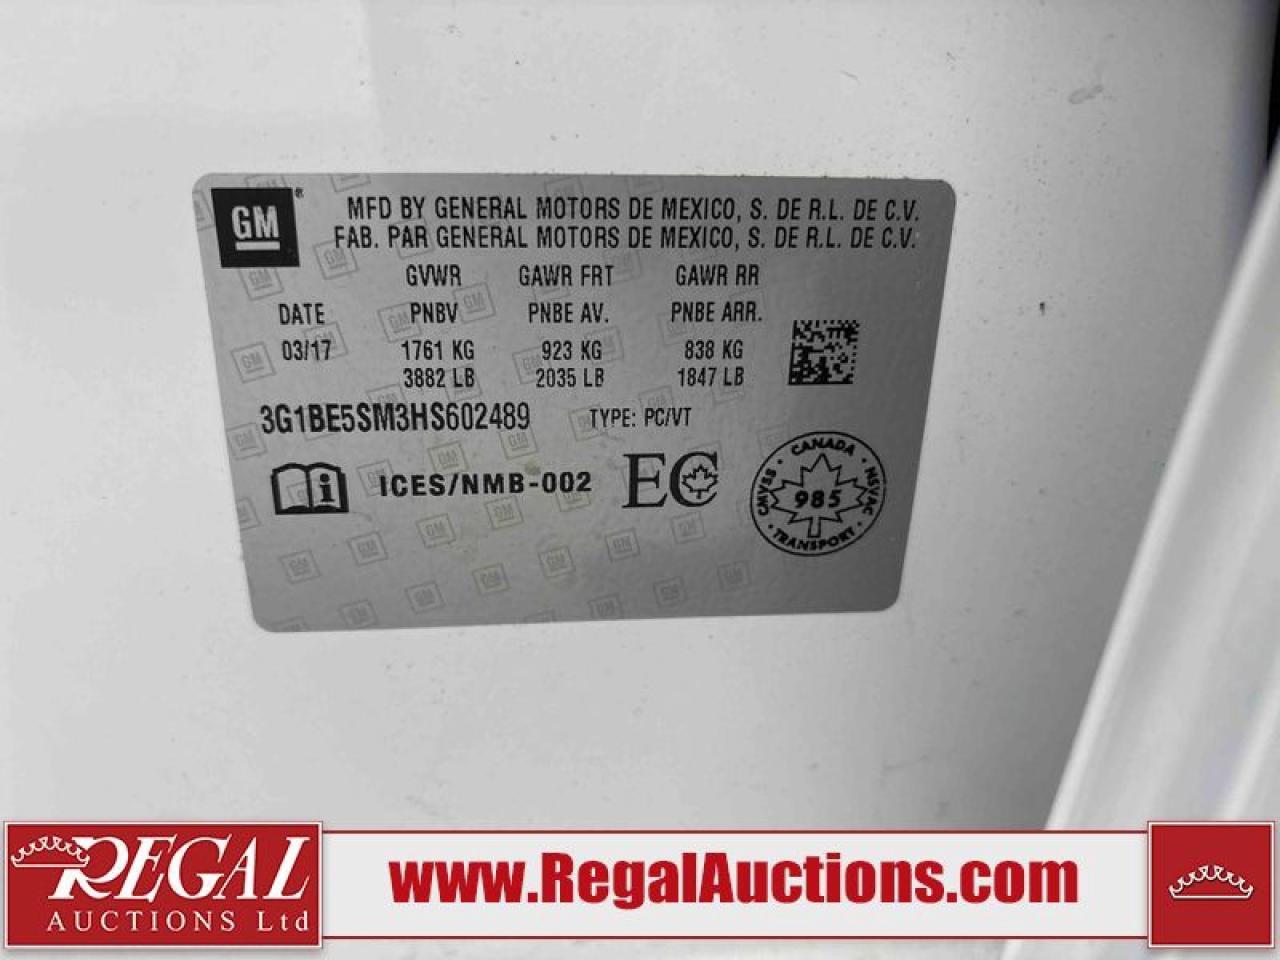 GM®
MFD BY GENERAL MOTORS DE MEXICO, S. DE R.L. DE C.V.
FAB. PAR GENERAL MOTORS DE MEXICO, S. DE R.L. DE C.V.
GVWR GAWR FRT GAWR RR
DATE PNBV PNBE AV. PNBE ARR.
03/17 1761 KG 923 KG 838 KG
3882 LB 2035 LB 1847 LB
3G1BE5SM3HS602489 TYPE: PC/VT
i ICES/NMB-002 EC
CANADA
CMVSS 985 NSVAC
TRANSPORT
REGAL
AUCTIONS Ltd
www.RegalAuctions.com